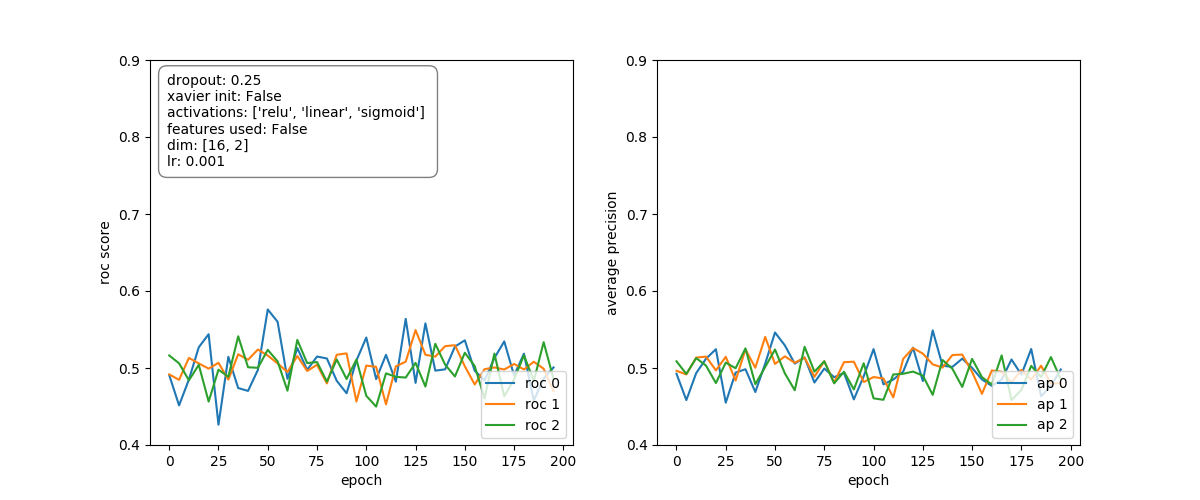 0.9
0.8
0.7
0.6
0.5
0.4
roc score
dropout: 0.25
xavier init: False
activations: ['relu', 'linear', 'sigmoid']
features used: False
dim: [16, 2]
lr: 0.001
roc 0
roc 1
roc 2
0 25 50 75 100 125 150 175 200
epoch
0.9
0.8
0.7
0.6
0.5
0.4
average precision
ap 0
ap 1
ap 2
0 25 50 75 100 125 150 175 200
epoch